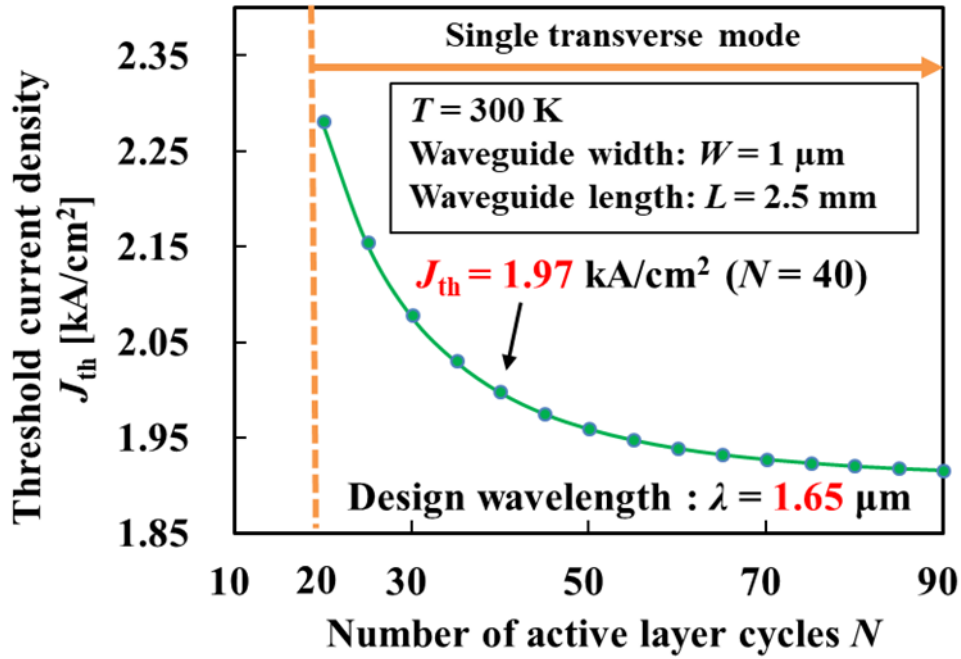 Threshold current density
J_th [kA/cm²]
2.35
2.25
2.15
2.05
1.95
1.85
Single transverse mode
T = 300 K
Waveguide width: W = 1 μm
Waveguide length: L = 2.5 mm
J_th = 1.97 kA/cm² (N = 40)
Design wavelength : λ = 1.65 μm
10 20 30 50 70 90
Number of active layer cycles N